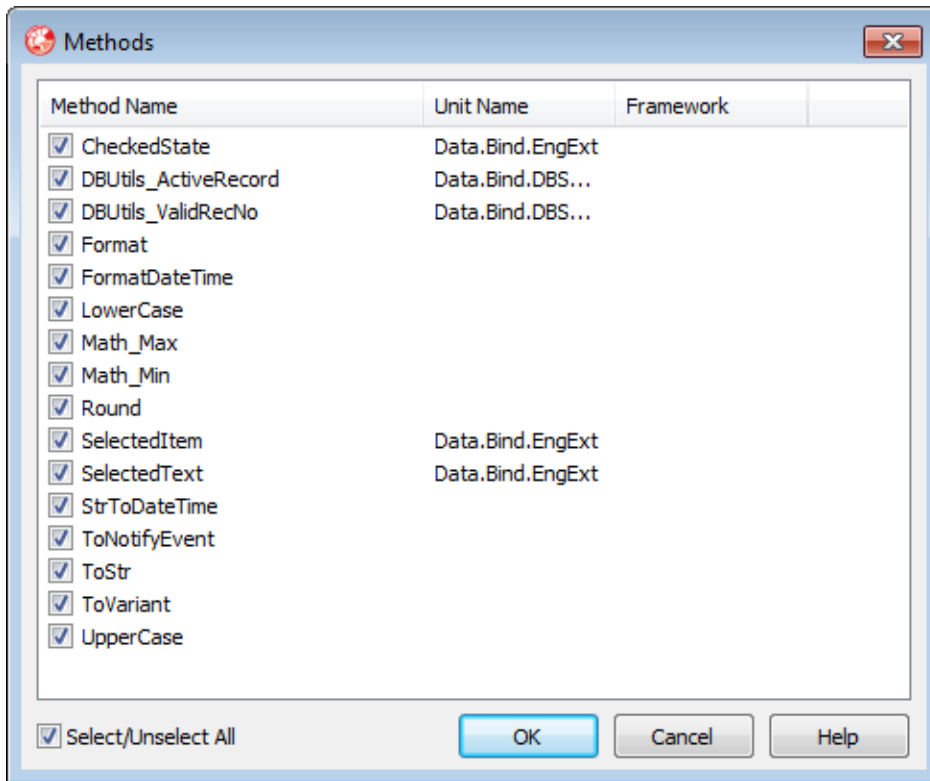 Methods
Method Name Unit Name Framework
CheckedState Data.Bind.EngExt
DBUtils_ActiveRecord Data.Bind.DBS...
DBUtils_ValidRecNo Data.Bind.DBS...
Format
FormatDateTime
LowerCase
Math_Max
Math_Min
Round
SelectedItem Data.Bind.EngExt
SelectedText Data.Bind.EngExt
StrToDateTime
ToNotifyEvent
ToStr
ToVariant
UpperCase
Select/Unselect All OK Cancel Help